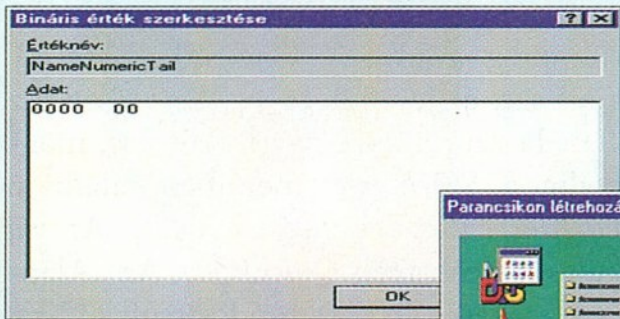 Bináris érték szerkesztése
Értéknév:
NameNumericTail
Adat:
0000 00
OK
Parancsikon létrehozá